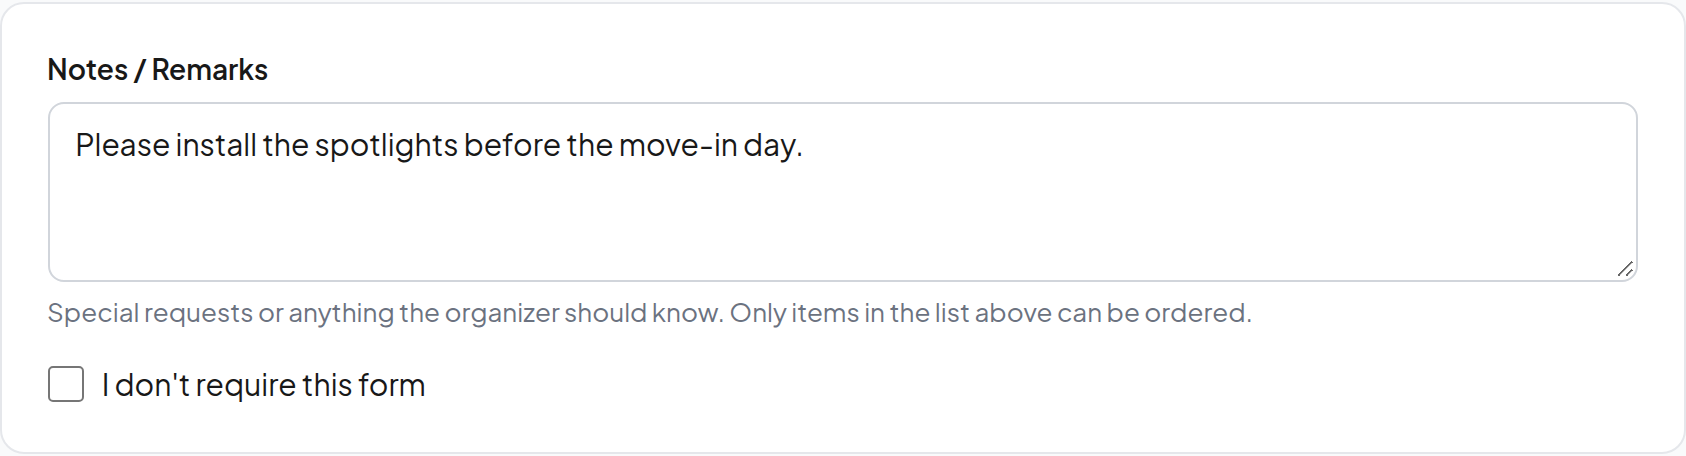 Notes / Remarks
Please install the spotlights before the move-in day.
Special requests or anything the organizer should know. Only items in the list above can be ordered.
I don't require this form